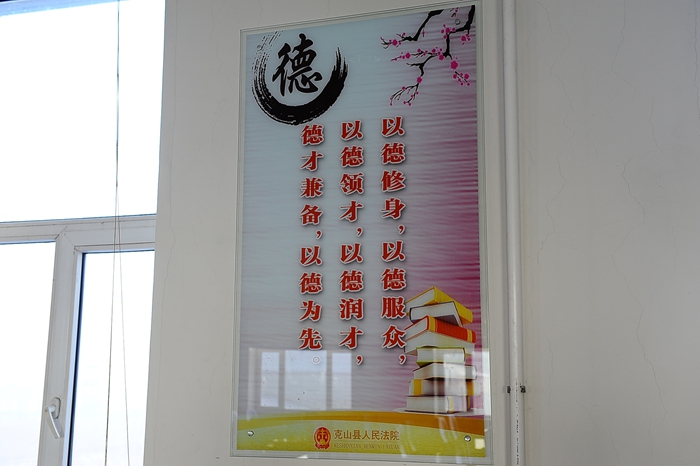 德
以德修身，以德服众，
以德领才，以德润才，
德才兼备，以德为先。
克山县人民法院